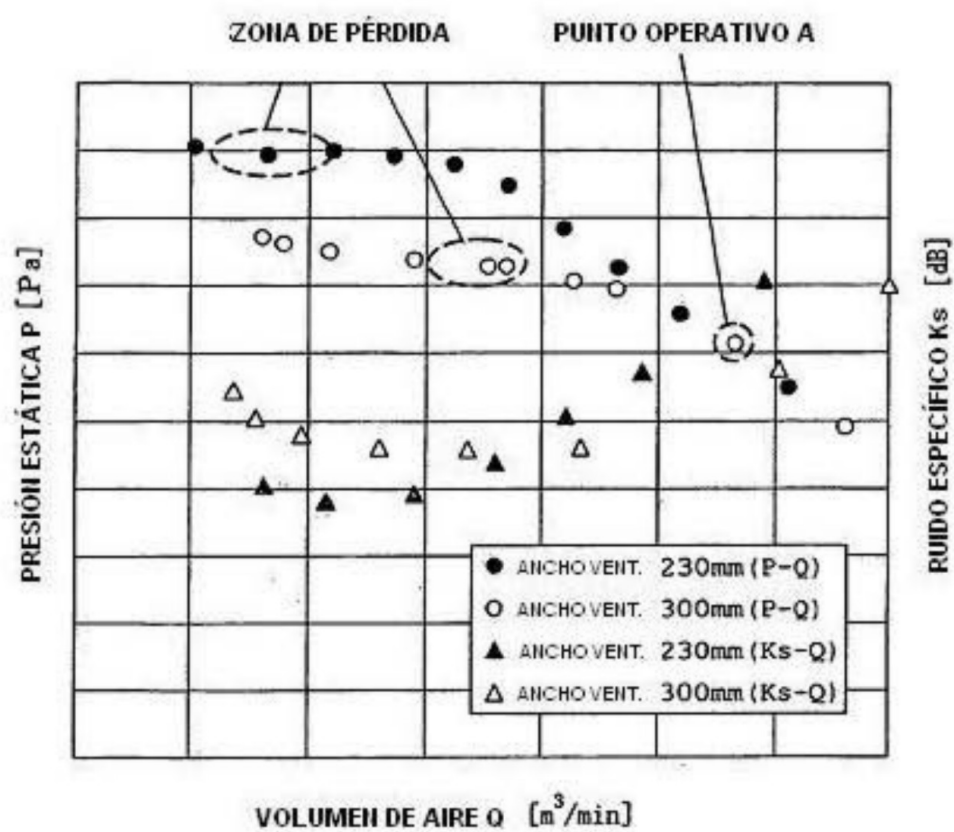 ZONA DE PÉRDIDA
PUNTO OPERATIVO A
PRESIÓN ESTÁTICA P [Pa]
RUIDO ESPECÍFICO Ks [dB]
● ANCHO VENT. 230mm (P-Q)
○ ANCHO VENT. 300mm (P-Q)
▲ ANCHO VENT. 230mm (Ks-Q)
△ ANCHO VENT. 300mm (Ks-Q)
VOLUMEN DE AIRE Q [m³/min]